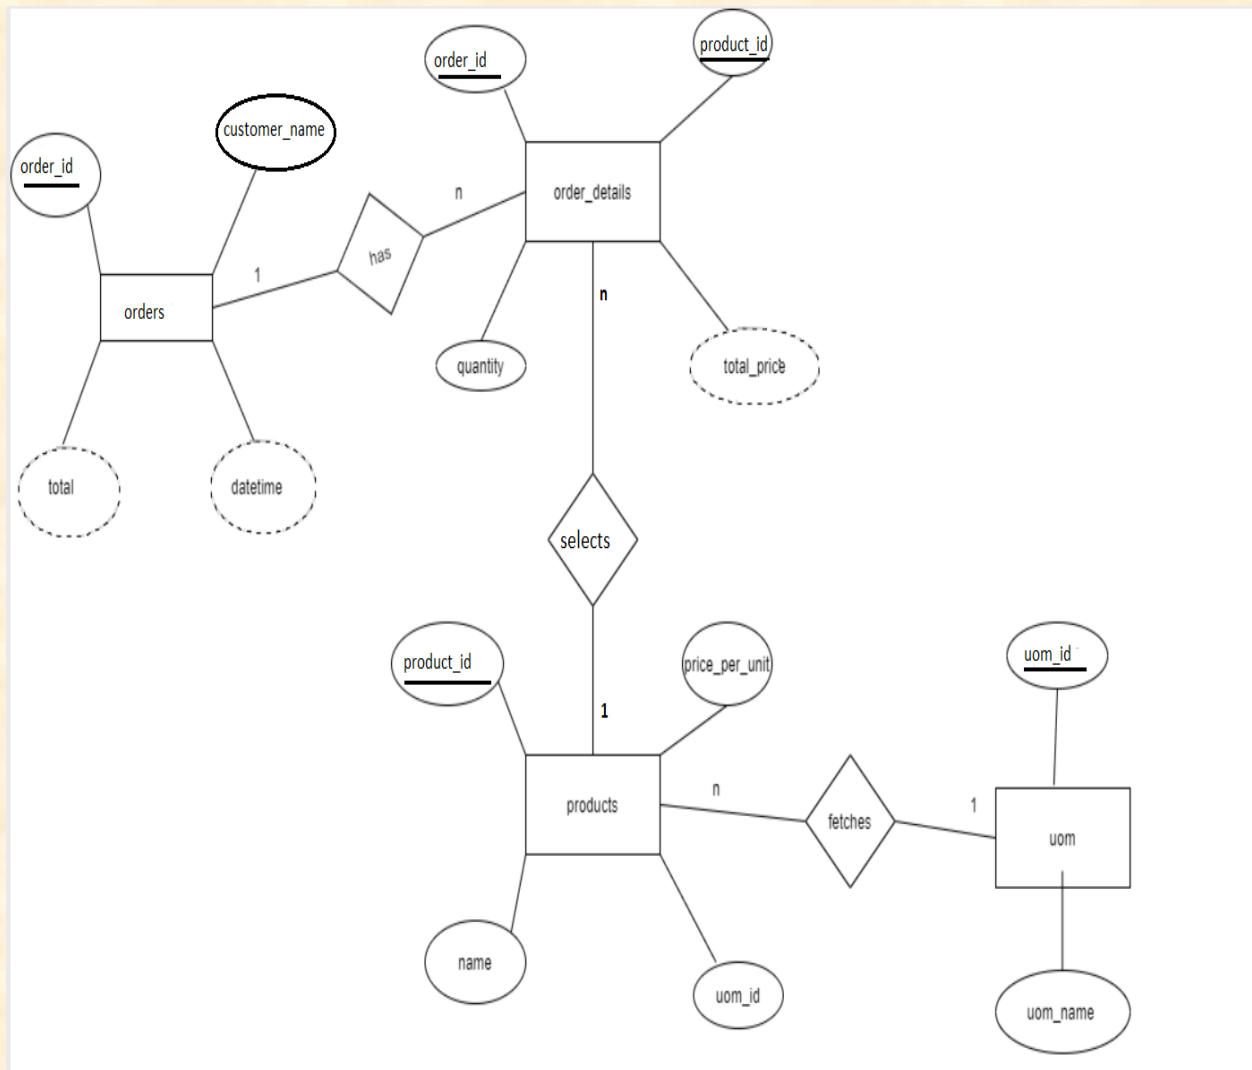 order_id
product_id
customer_name
order_id
n
order_details
has
1
n
orders
quantity
total_price
total
datetime
selects
product_id
price_per_unit
uom_id
1
n
1
products
fetches
uom
name
uom_id
uom_name